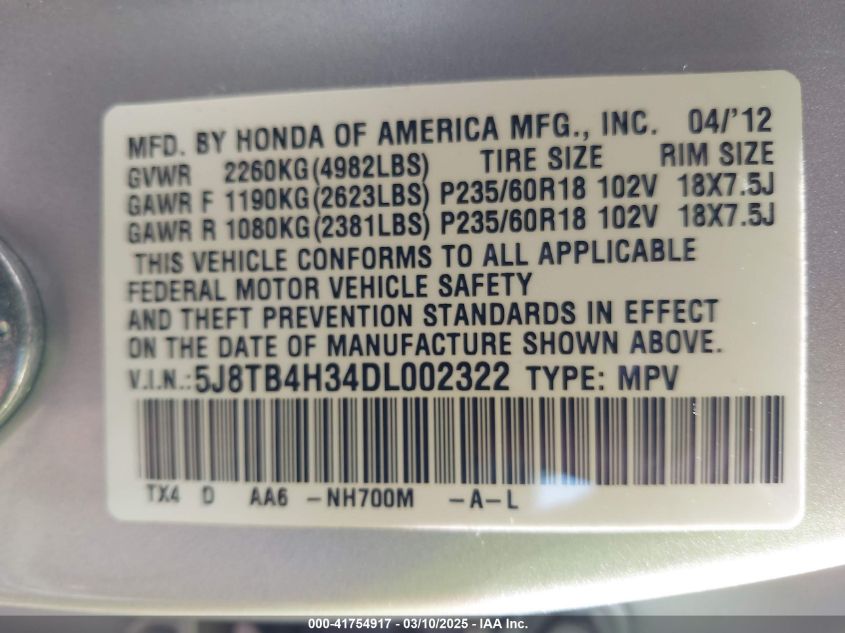 MFD. BY HONDA OF AMERICA MFG., INC. 04/'12
GVWR 2260KG(4982LBS) TIRE SIZE RIM SIZE
GAWR F 1190KG(2623LBS) P235/60R18 102V 18X7.5J
GAWR R 1080KG(2381LBS) P235/60R18 102V 18X7.5J
THIS VEHICLE CONFORMS TO ALL APPLICABLE
FEDERAL MOTOR VEHICLE SAFETY
AND THEFT PREVENTION STANDARDS IN EFFECT
ON THE DATE OF MANUFACTURE SHOWN ABOVE.
V.I.N.:5J8TB4H34DL002322 TYPE: MPV
TX4 D AA6 -NH700M -A-L
000-41754917 - 03/10/2025 - IAA Inc.